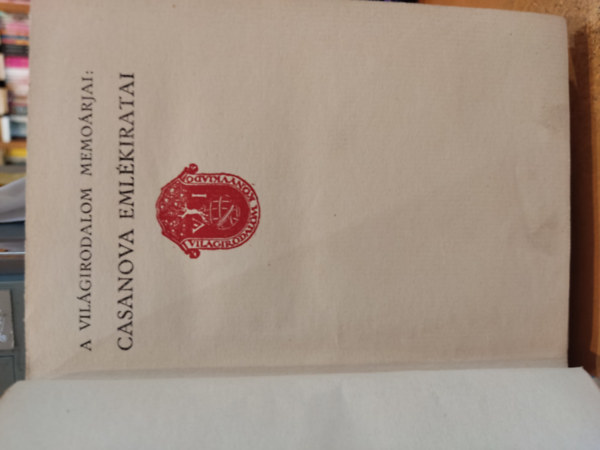 A VILÁGIRODALOM MEMOÁRJAI:
CASANOVA EMLÉKIRATAI
VILÁGIRODALOM KÖNYVKIADÓ
V I